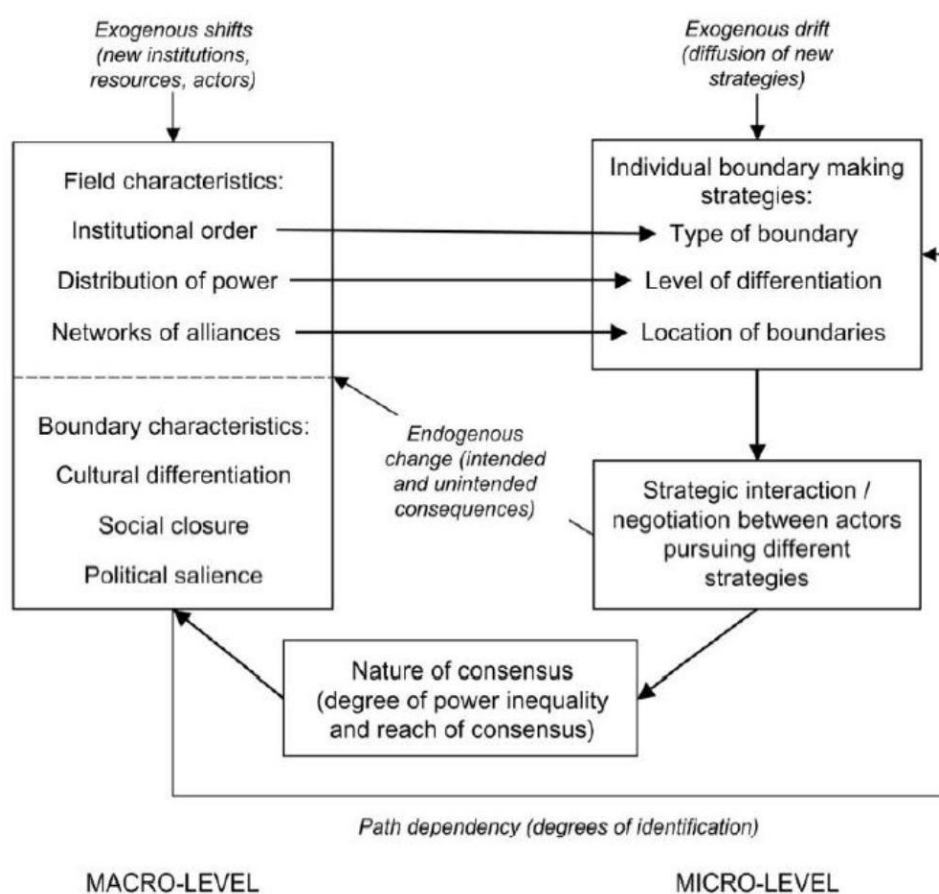 Exogenous shifts
(new institutions,
resources, actors)
Exogenous drift
(diffusion of new
strategies)
Field characteristics:
Institutional order
Distribution of power
Networks of alliances
Individual boundary making
strategies:
Type of boundary
Level of differentiation
Location of boundaries
Boundary characteristics:
Cultural differentiation
Social closure
Political salience
Endogenous
change (intended
and unintended
consequences)
Strategic interaction /
negotiation between actors
pursuing different
strategies
Nature of consensus
(degree of power inequality
and reach of consensus)
Path dependency (degrees of identification)
MACRO-LEVEL
MICRO-LEVEL